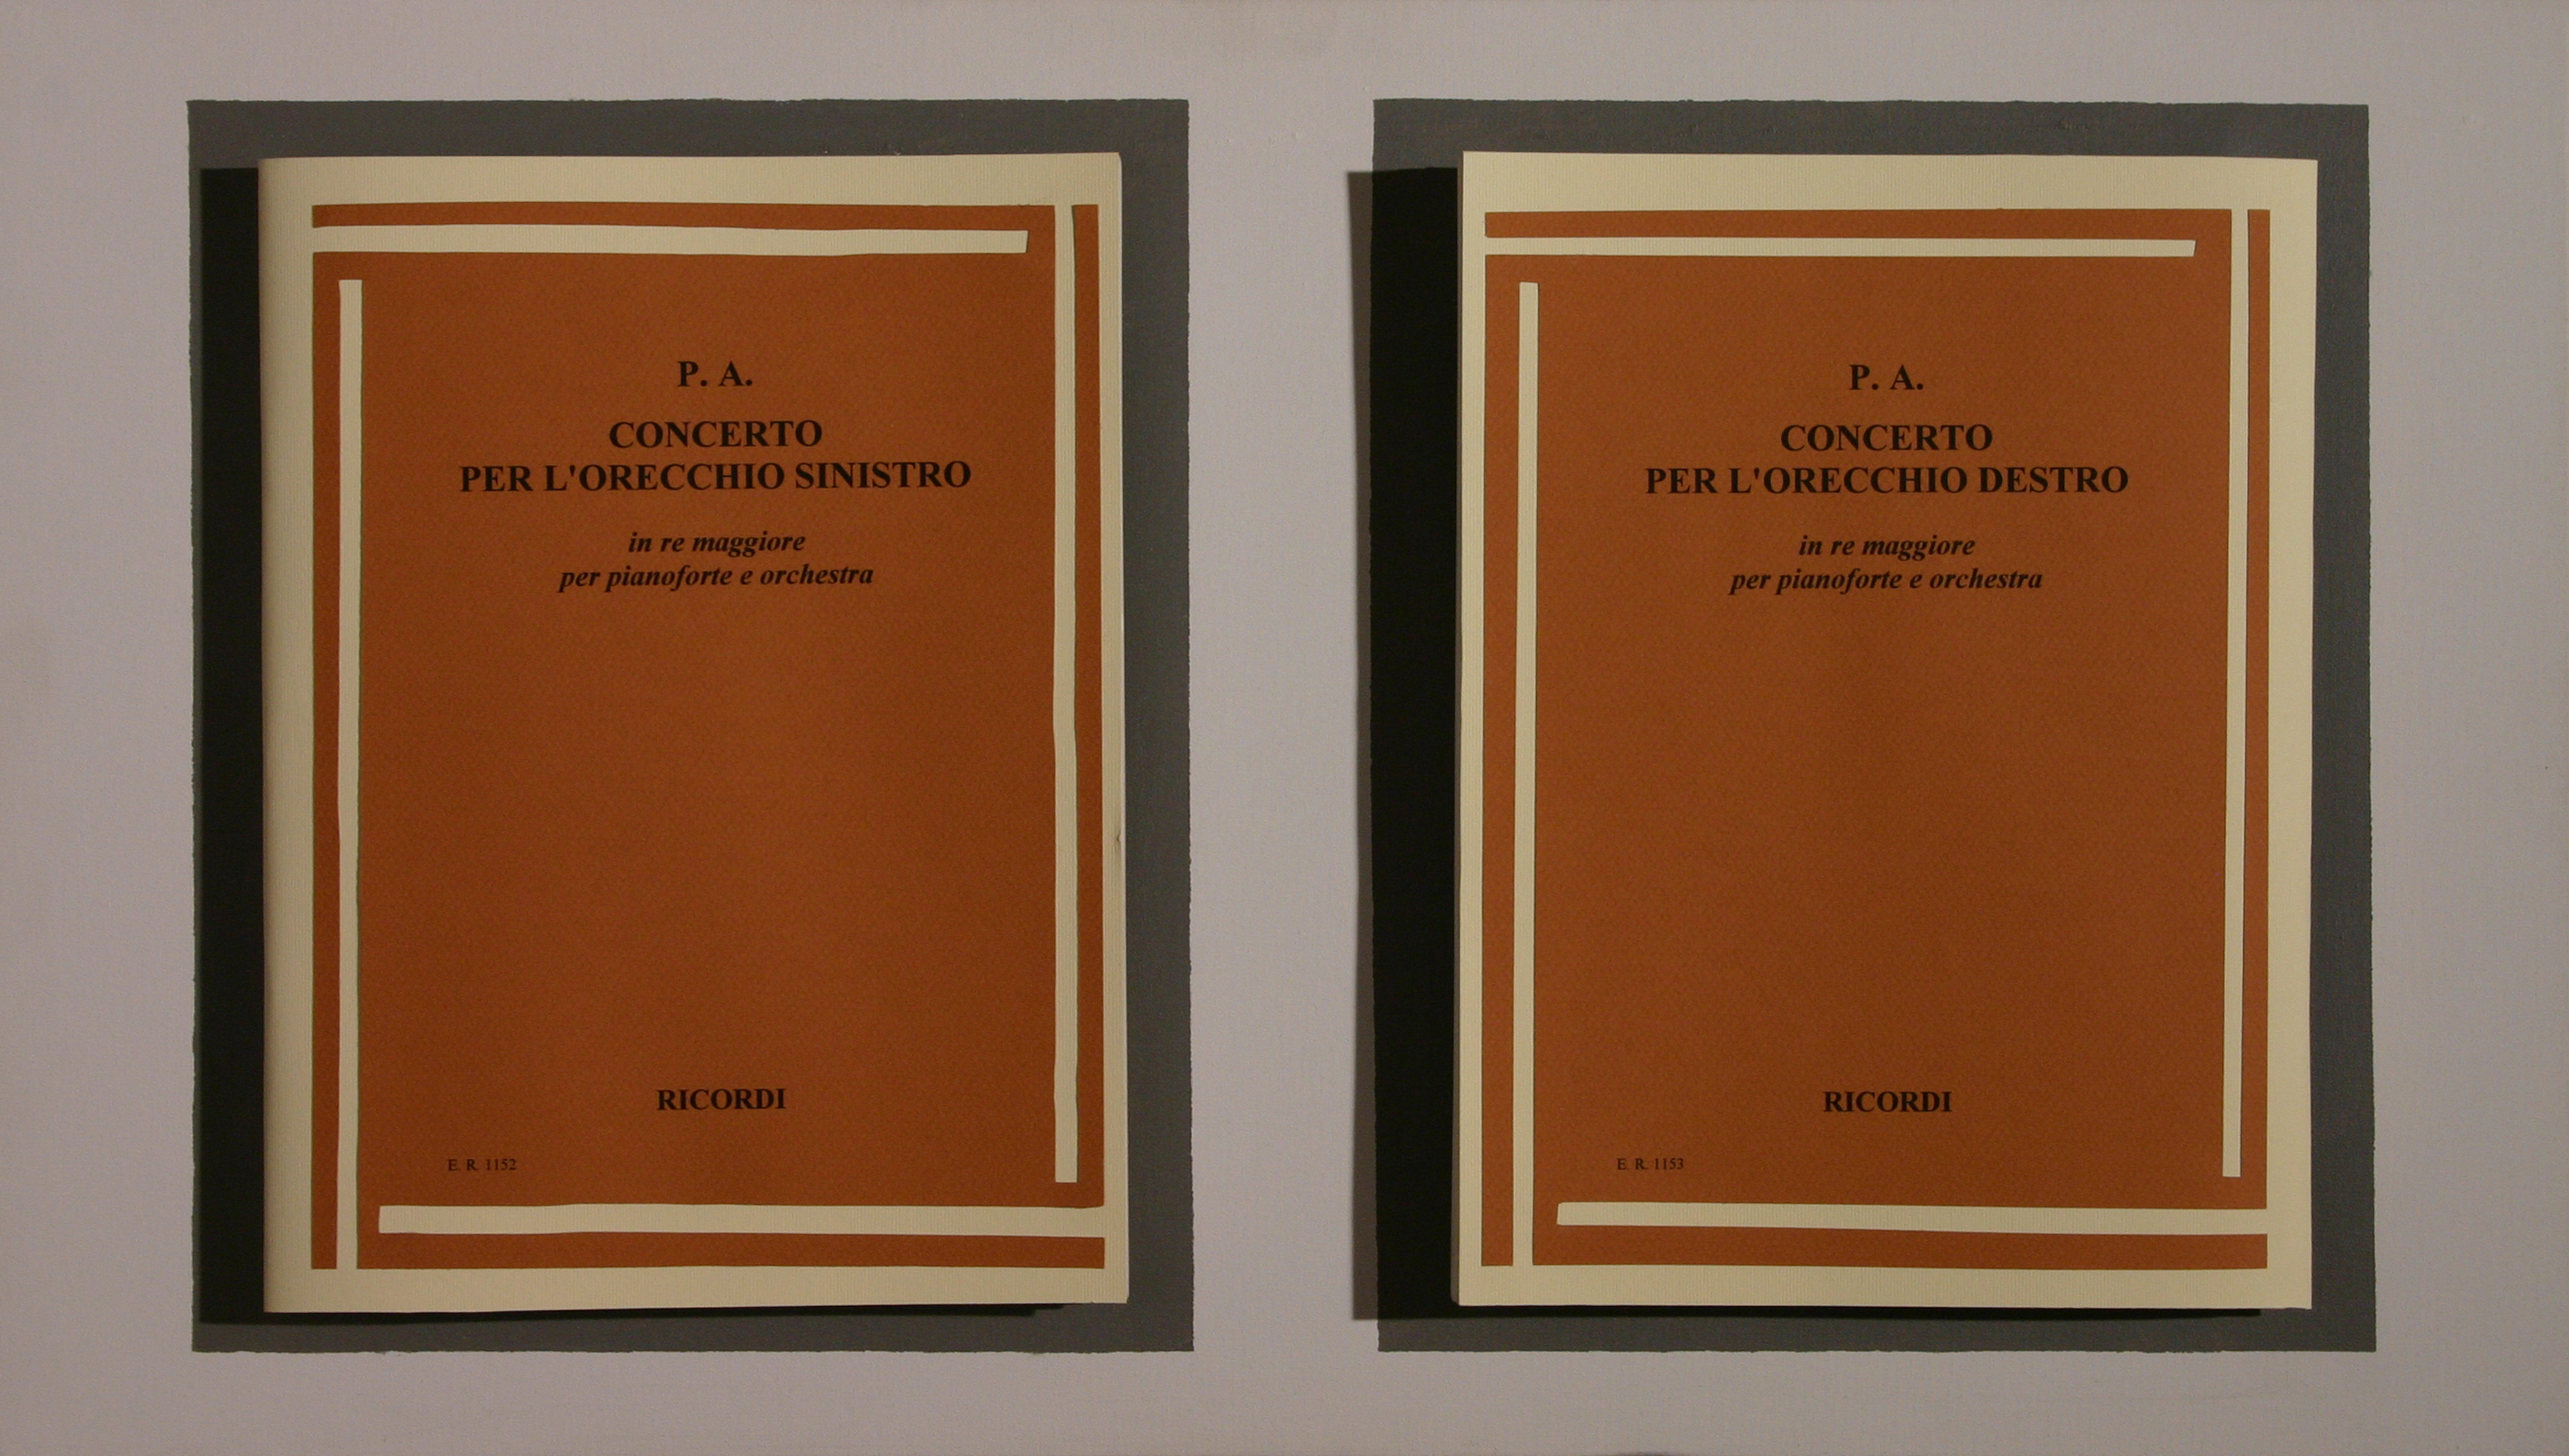 P. A.
CONCERTO
PER L'ORECCHIO SINISTRO
in re maggiore
per pianoforte e orchestra
RICORDI
E. R. 1152
P. A.
CONCERTO
PER L'ORECCHIO DESTRO
in re maggiore
per pianoforte e orchestra
RICORDI
E. R. 1153